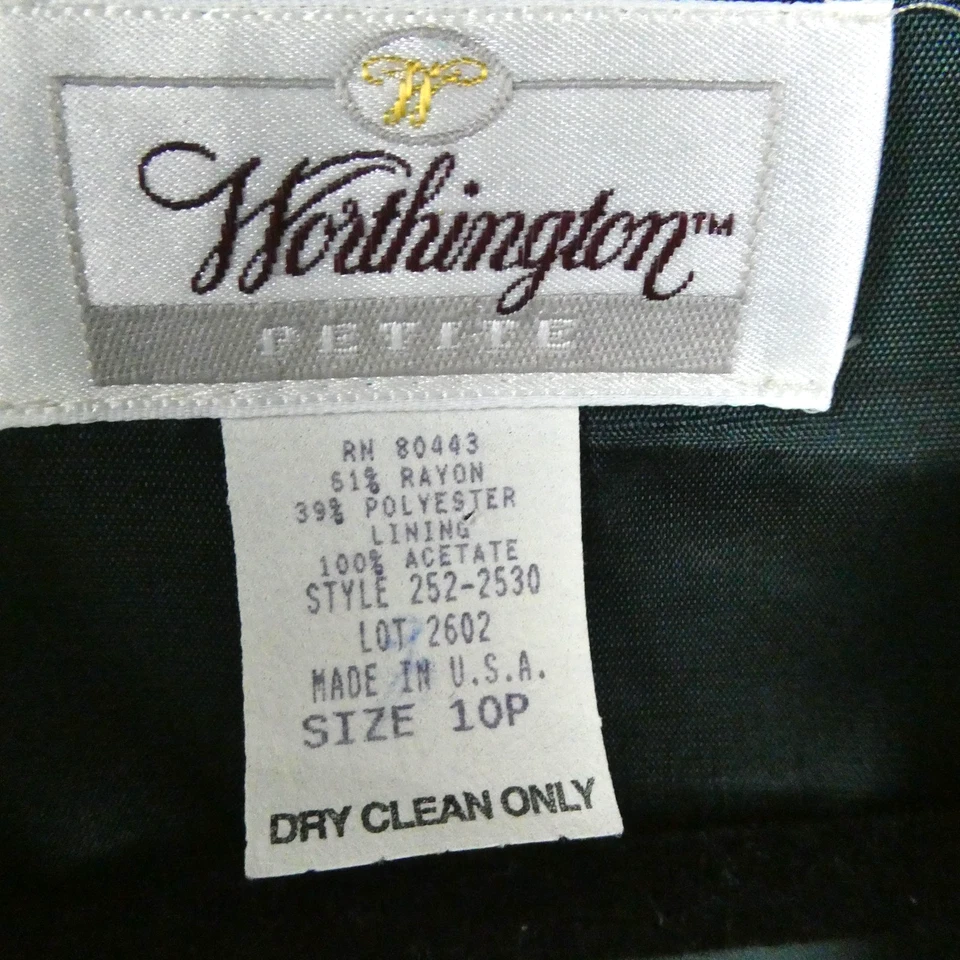 W
Worthington™
PETITE
RN 80443
61% RAYON
39% POLYESTER
LINING
100% ACETATE
STYLE 252-2530
LOT 2602
MADE IN U.S.A.
SIZE 10P
DRY CLEAN ONLY